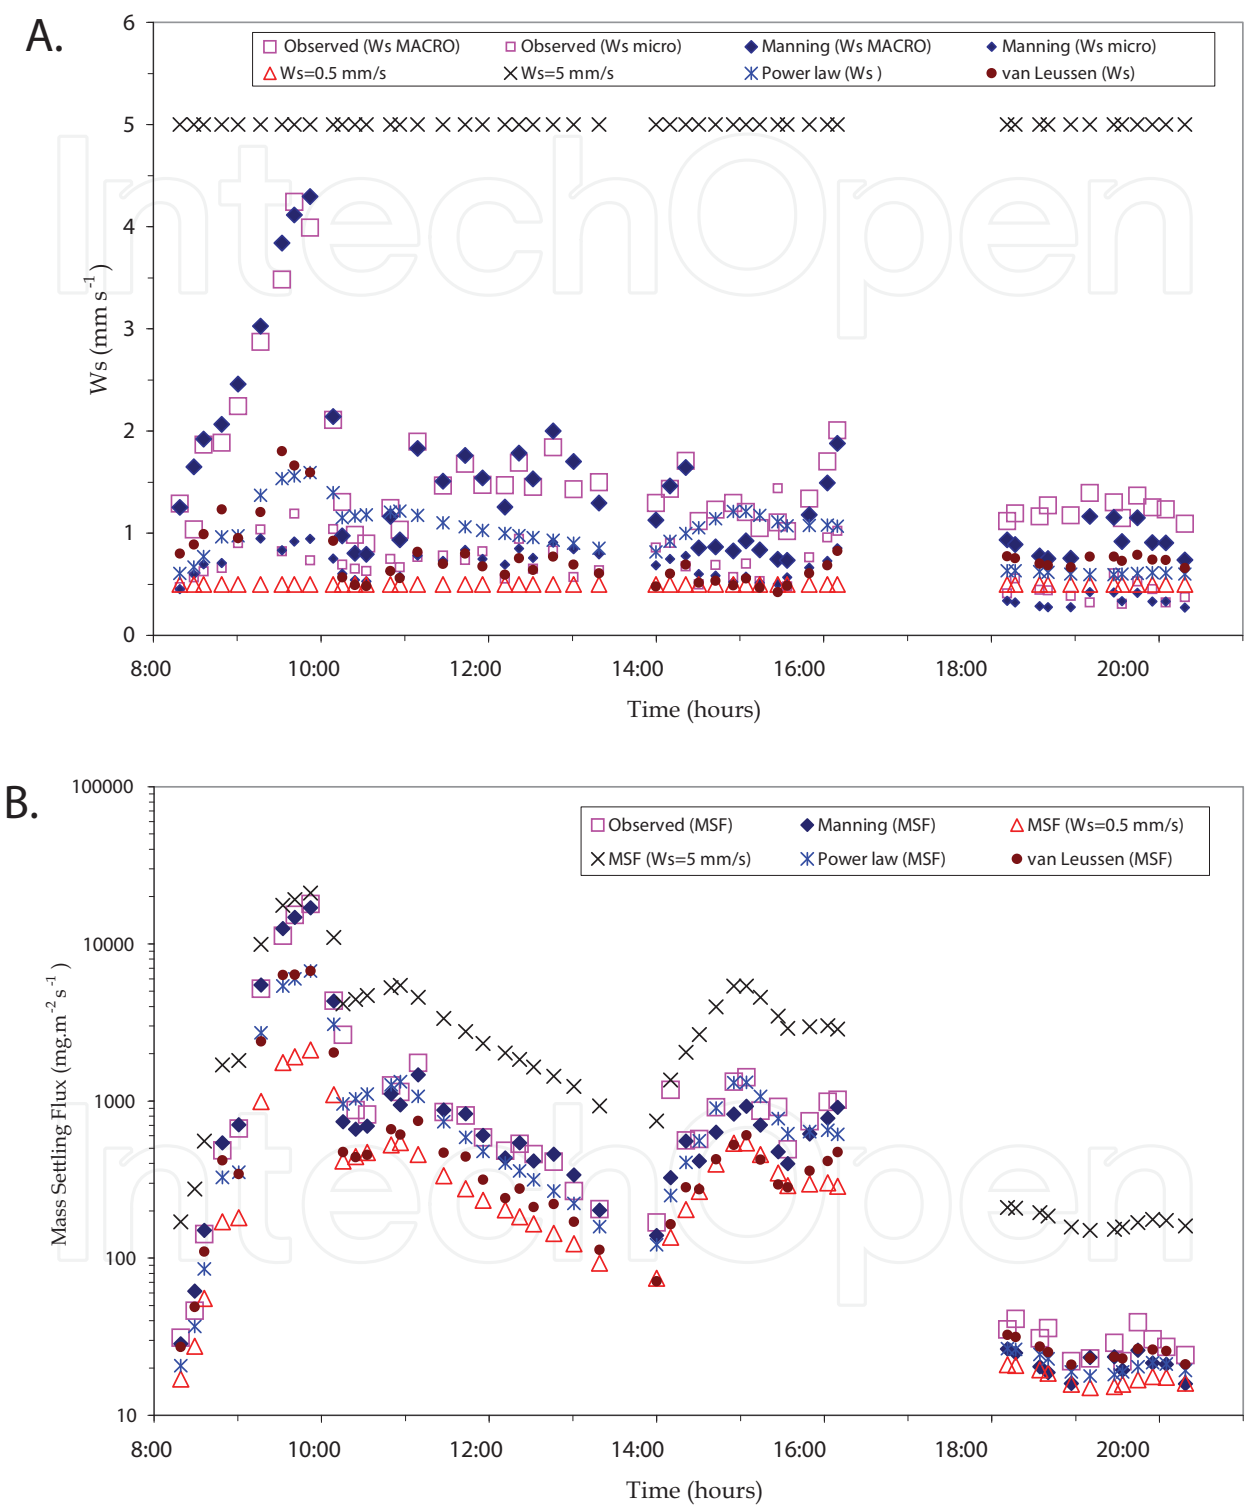 A.
6
5
4
3
2
1
0
Ws (mm s-1)
Observed (Ws MACRO) Observed (Ws micro) Manning (Ws MACRO) Manning (Ws micro)
Ws=0.5 mm/s Ws=5 mm/s Power law (Ws ) van Leussen (Ws)
IntechOpen
8:00 10:00 12:00 14:00 16:00 18:00 20:00
Time (hours)
B.
100000
10000
1000
100
10
Mass Settling Flux (mg.m-2 s-1)
Observed (MSF) Manning (MSF) MSF (Ws=0.5 mm/s)
MSF (Ws=5 mm/s) Power law (MSF) van Leussen (MSF)
IntechOpen
8:00 10:00 12:00 14:00 16:00 18:00 20:00
Time (hours)